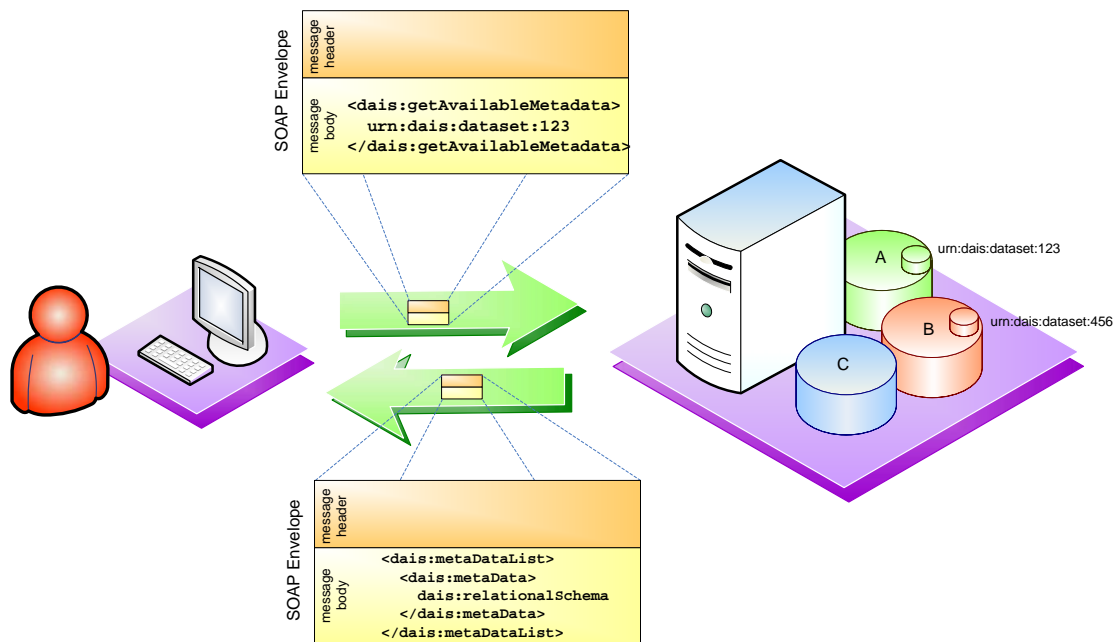 SOAP Envelope
message
header
message
body
<dais:getAvailableMetadata>
urn:dais:dataset:123
</dais:getAvailableMetadata>
A
urn:dais:dataset:123
B
urn:dais:dataset:456
C
SOAP Envelope
message
header
message
body
<dais:metaDataList>
<dais:metaData>
dais:relationalSchema
</dais:metaData>
</dais:metaDataList>